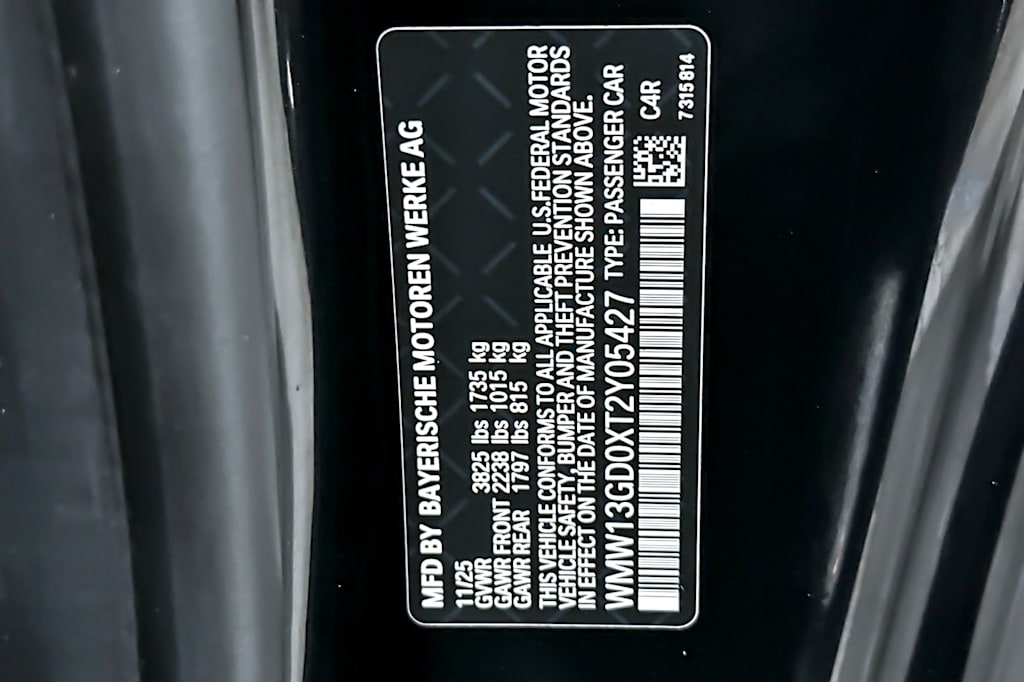 MFD BY BAYERISCHE MOTOREN WERKE AG
11/25
GVWR 3825 lbs 1735 kg
GAWR FRONT 2238 lbs 1015 kg
GAWR REAR 1797 lbs 815 kg
THIS VEHICLE CONFORMS TO ALL APPLICABLE U.S.FEDERAL MOTOR
VEHICLE SAFETY, BUMPER AND THEFT PREVENTION STANDARDS
IN EFFECT ON THE DATE OF MANUFACTURE SHOWN ABOVE.
WMW13GD0XT2Y05427 TYPE: PASSENGER CAR
C4R
7315814